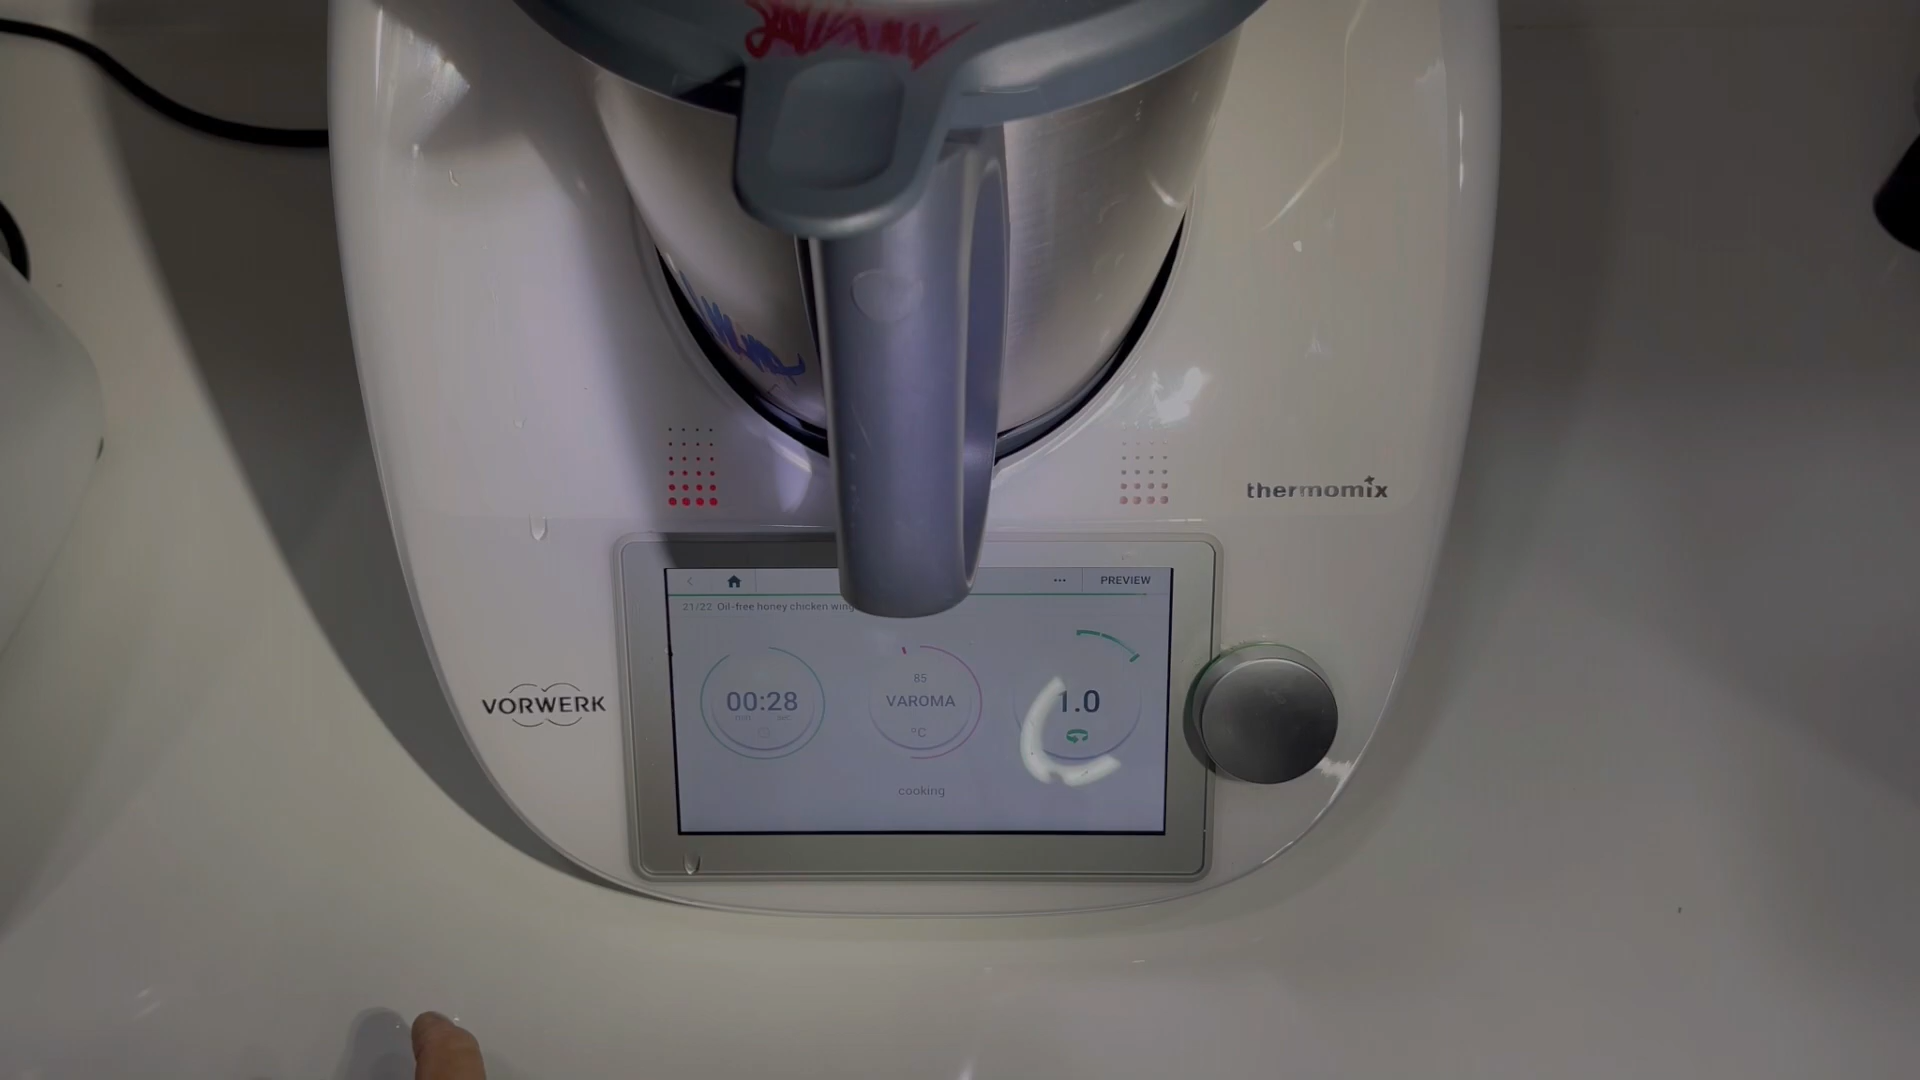 thermomix
PREVIEW
21/22 Oil-free honey chicken wing
00:28
min sec
85
VAROMA
°C
1.0
cooking
VORWERK